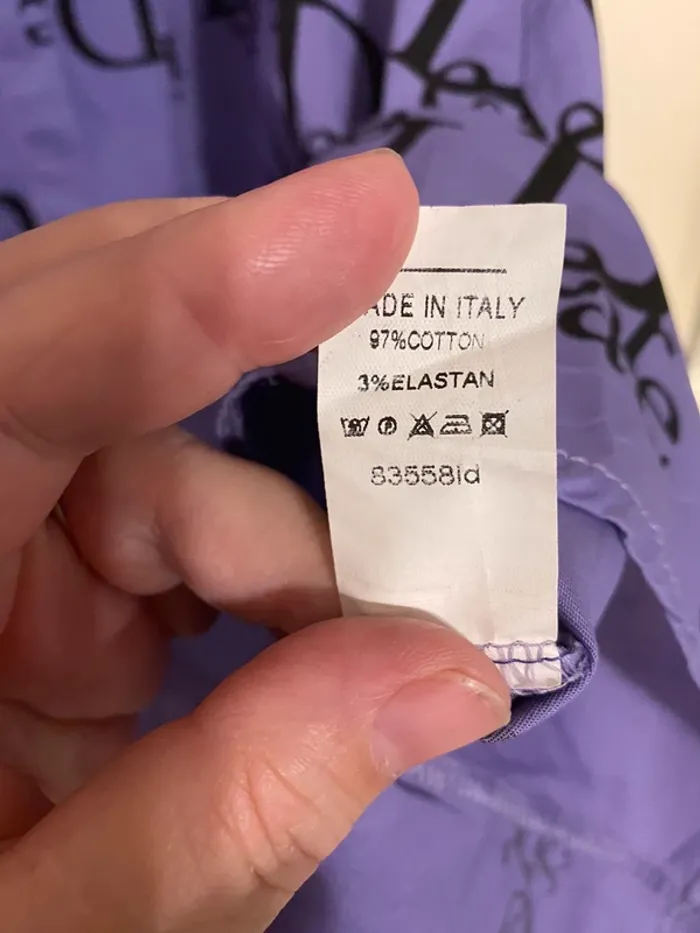 ADE IN ITALY
97%COTTON
3%ELASTAN
83558id